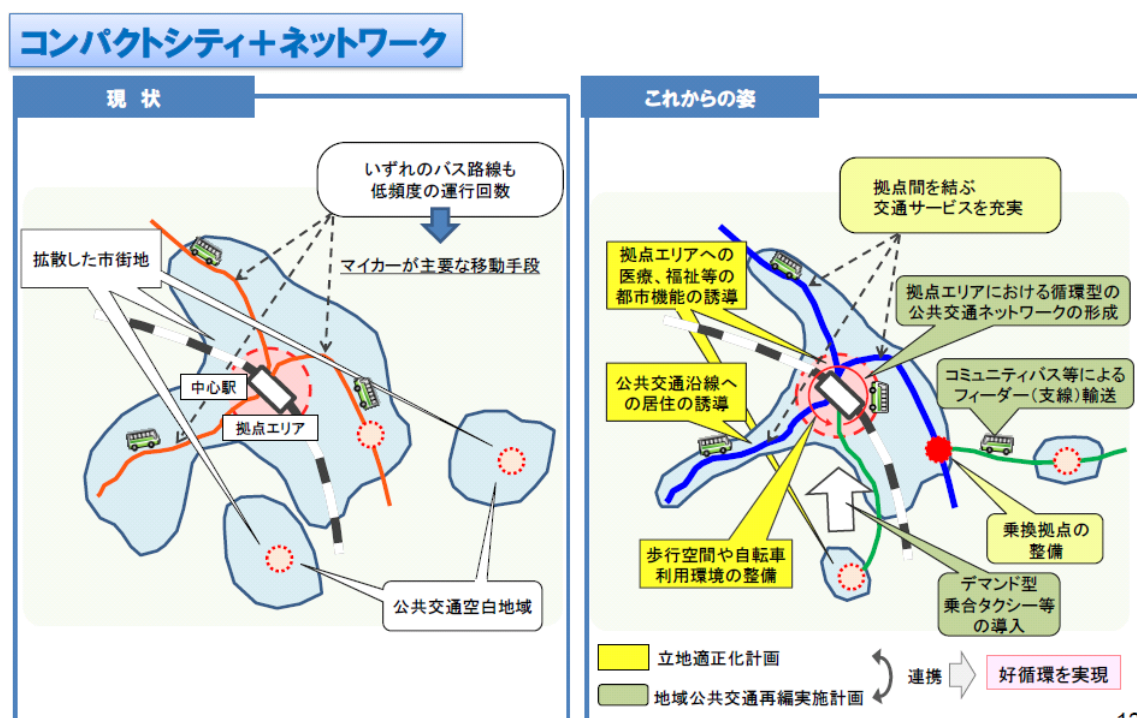 コンパクトシティ＋ネットワーク
現 状
いずれのバス路線も
低頻度の運行回数
マイカーが主要な移動手段
拡散した市街地
中心駅
拠点エリア
公共交通空白地域
これからの姿
拠点間を結ぶ
交通サービスを充実
拠点エリアへの
医療、福祉等の
都市機能の誘導
拠点エリアにおける循環型の
公共交通ネットワークの形成
公共交通沿線へ
の居住の誘導
コミュニティバス等による
フィーダー（支線）輸送
歩行空間や自転車
利用環境の整備
乗換拠点の
整備
デマンド型
乗合タクシー等
の導入
立地適正化計画
地域公共交通再編実施計画
連携
好循環を実現